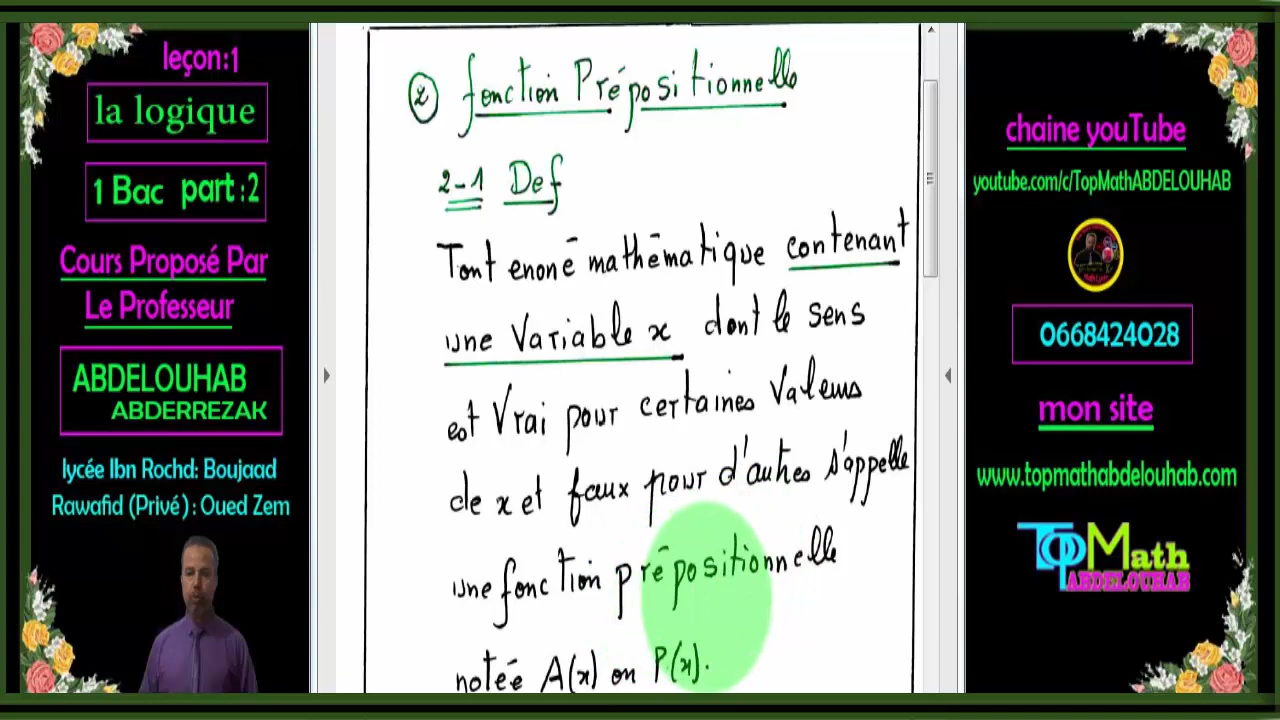 leçon:1
la logique
1 Bac part:2
Cours Proposé Par
Le Professeur
ABDELOUHAB
ABDERREZAK
lycée Ibn Rochd: Boujaad
Rawafid (Privé) : Oued Zem
② fonction Prépositionnelle
2-1 Def
Tout enoné mathématique contenant
une Variable x dont le sens
est Vrai pour certaines Valeurs
de x et faux pour d'autres s'appelle
une fonction prépositionnelle
notéé A(x) ou P(x).
chaine youTube
youtube.com/c/TopMathABDELOUHAB
0668424028
mon site
www.topmathabdelouhab.com
TOP Math
ABDELOUHAB